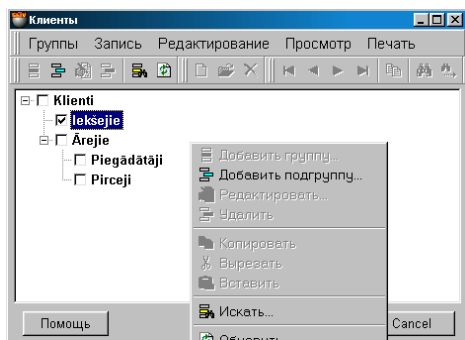 Клиенты
Группы Запись Редактирование Просмотр Печать
Klienti
Iekšejie
Ārejie
Piegādātāji
Pirceji
Добавить группу...
Добавить подгруппу...
Редактировать...
Удалить
Копировать
Вырезать
Вставить
Искать...
Обновить
Помощь
Cancel